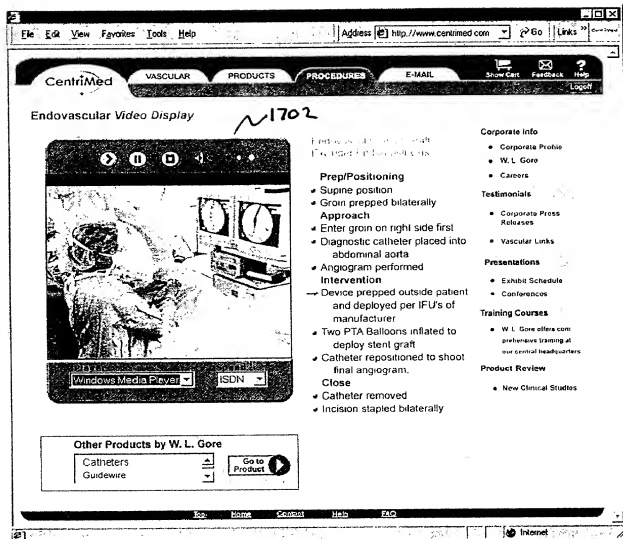 File Edit View Favorites Tools Help
Address http://www.centrimed.com Go Links
CentriMed VASCULAR PRODUCTS PROCEDURES E-MAIL Show Cart Feedback Help
Logoff
Endovascular Video Display
1702
Prep/Positioning
Supine position
Groin prepped bilaterally
Approach
Enter groin on right side first
Diagnostic catheter placed into
abdominal aorta
Angiogram performed
Intervention
Device prepped outside patient
and deployed per IFU's of
manufacturer
Two PTA Balloons inflated to
deploy stent graft
Catheter repositioned to shoot
final angiogram.
Close
Catheter removed
Incision stapled bilaterally
Corporate Info
Corporate Profile
W. L. Gore
Careers
Testimonials
Corporate Press
Releases
Vascular Links
Presentations
Exhibit Schedule
Conferences
Training Courses
W. L. Gore offers com
prehensive training at
our central headquarters
Product Review
New Clinical Studies
Windows Media Player ISDN
Other Products by W. L. Gore
Catheters
Guidewire
Go to
Product
Top Home Contact Help FAQ
Internet